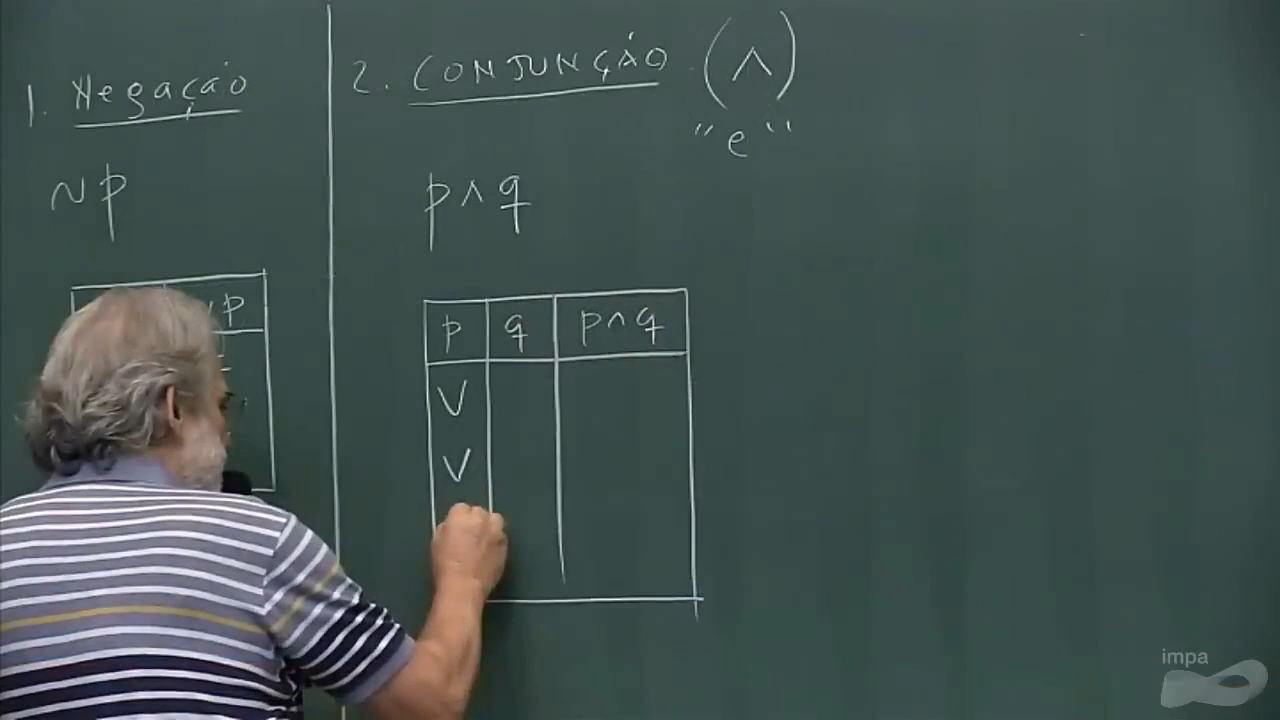 1. Negação
~p
p
2. CONJUNÇÃO. (∧)
"e"
p∧q
p q p∧q
V
V
impa